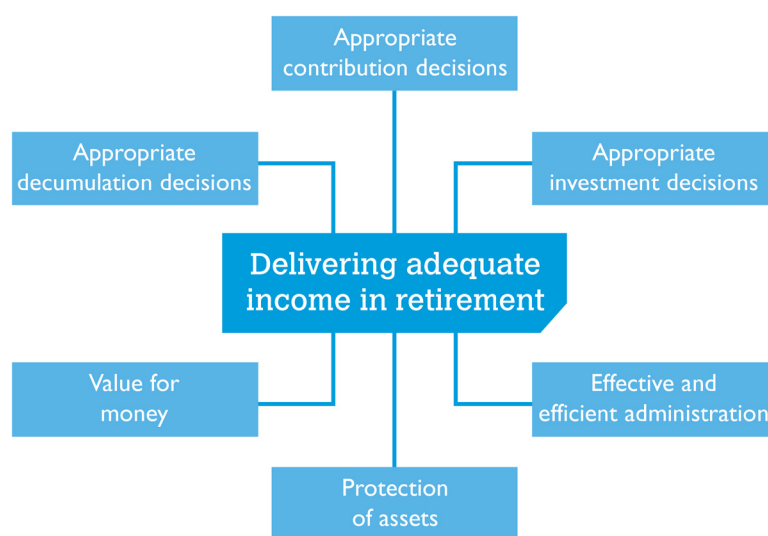 Appropriate
contribution decisions
Appropriate
decumulation decisions
Appropriate
investment decisions
Delivering adequate
income in retirement
Value for
money
Effective and
efficient administration
Protection
of assets